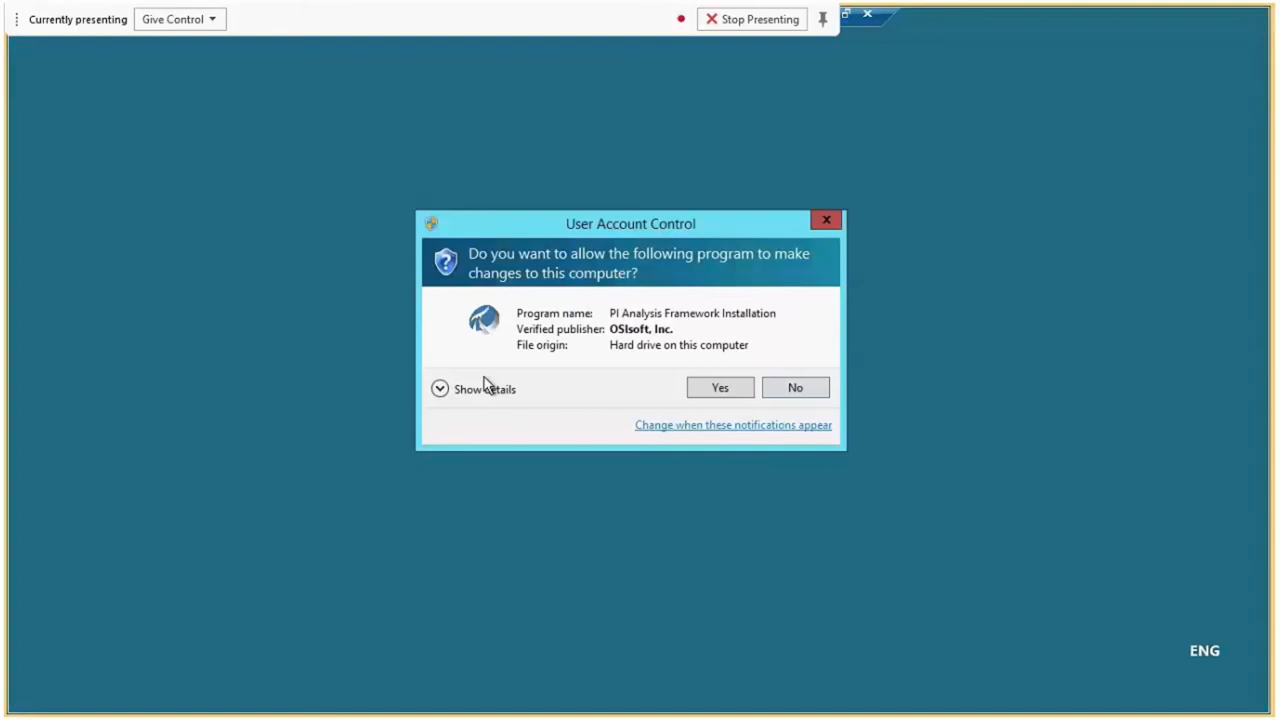 Currently presenting
Give Control
Stop Presenting
User Account Control
Do you want to allow the following program to make
changes to this computer?
Program name: PI Analysis Framework Installation
Verified publisher: OSIsoft, Inc.
File origin: Hard drive on this computer
Show details
Yes
No
Change when these notifications appear
ENG